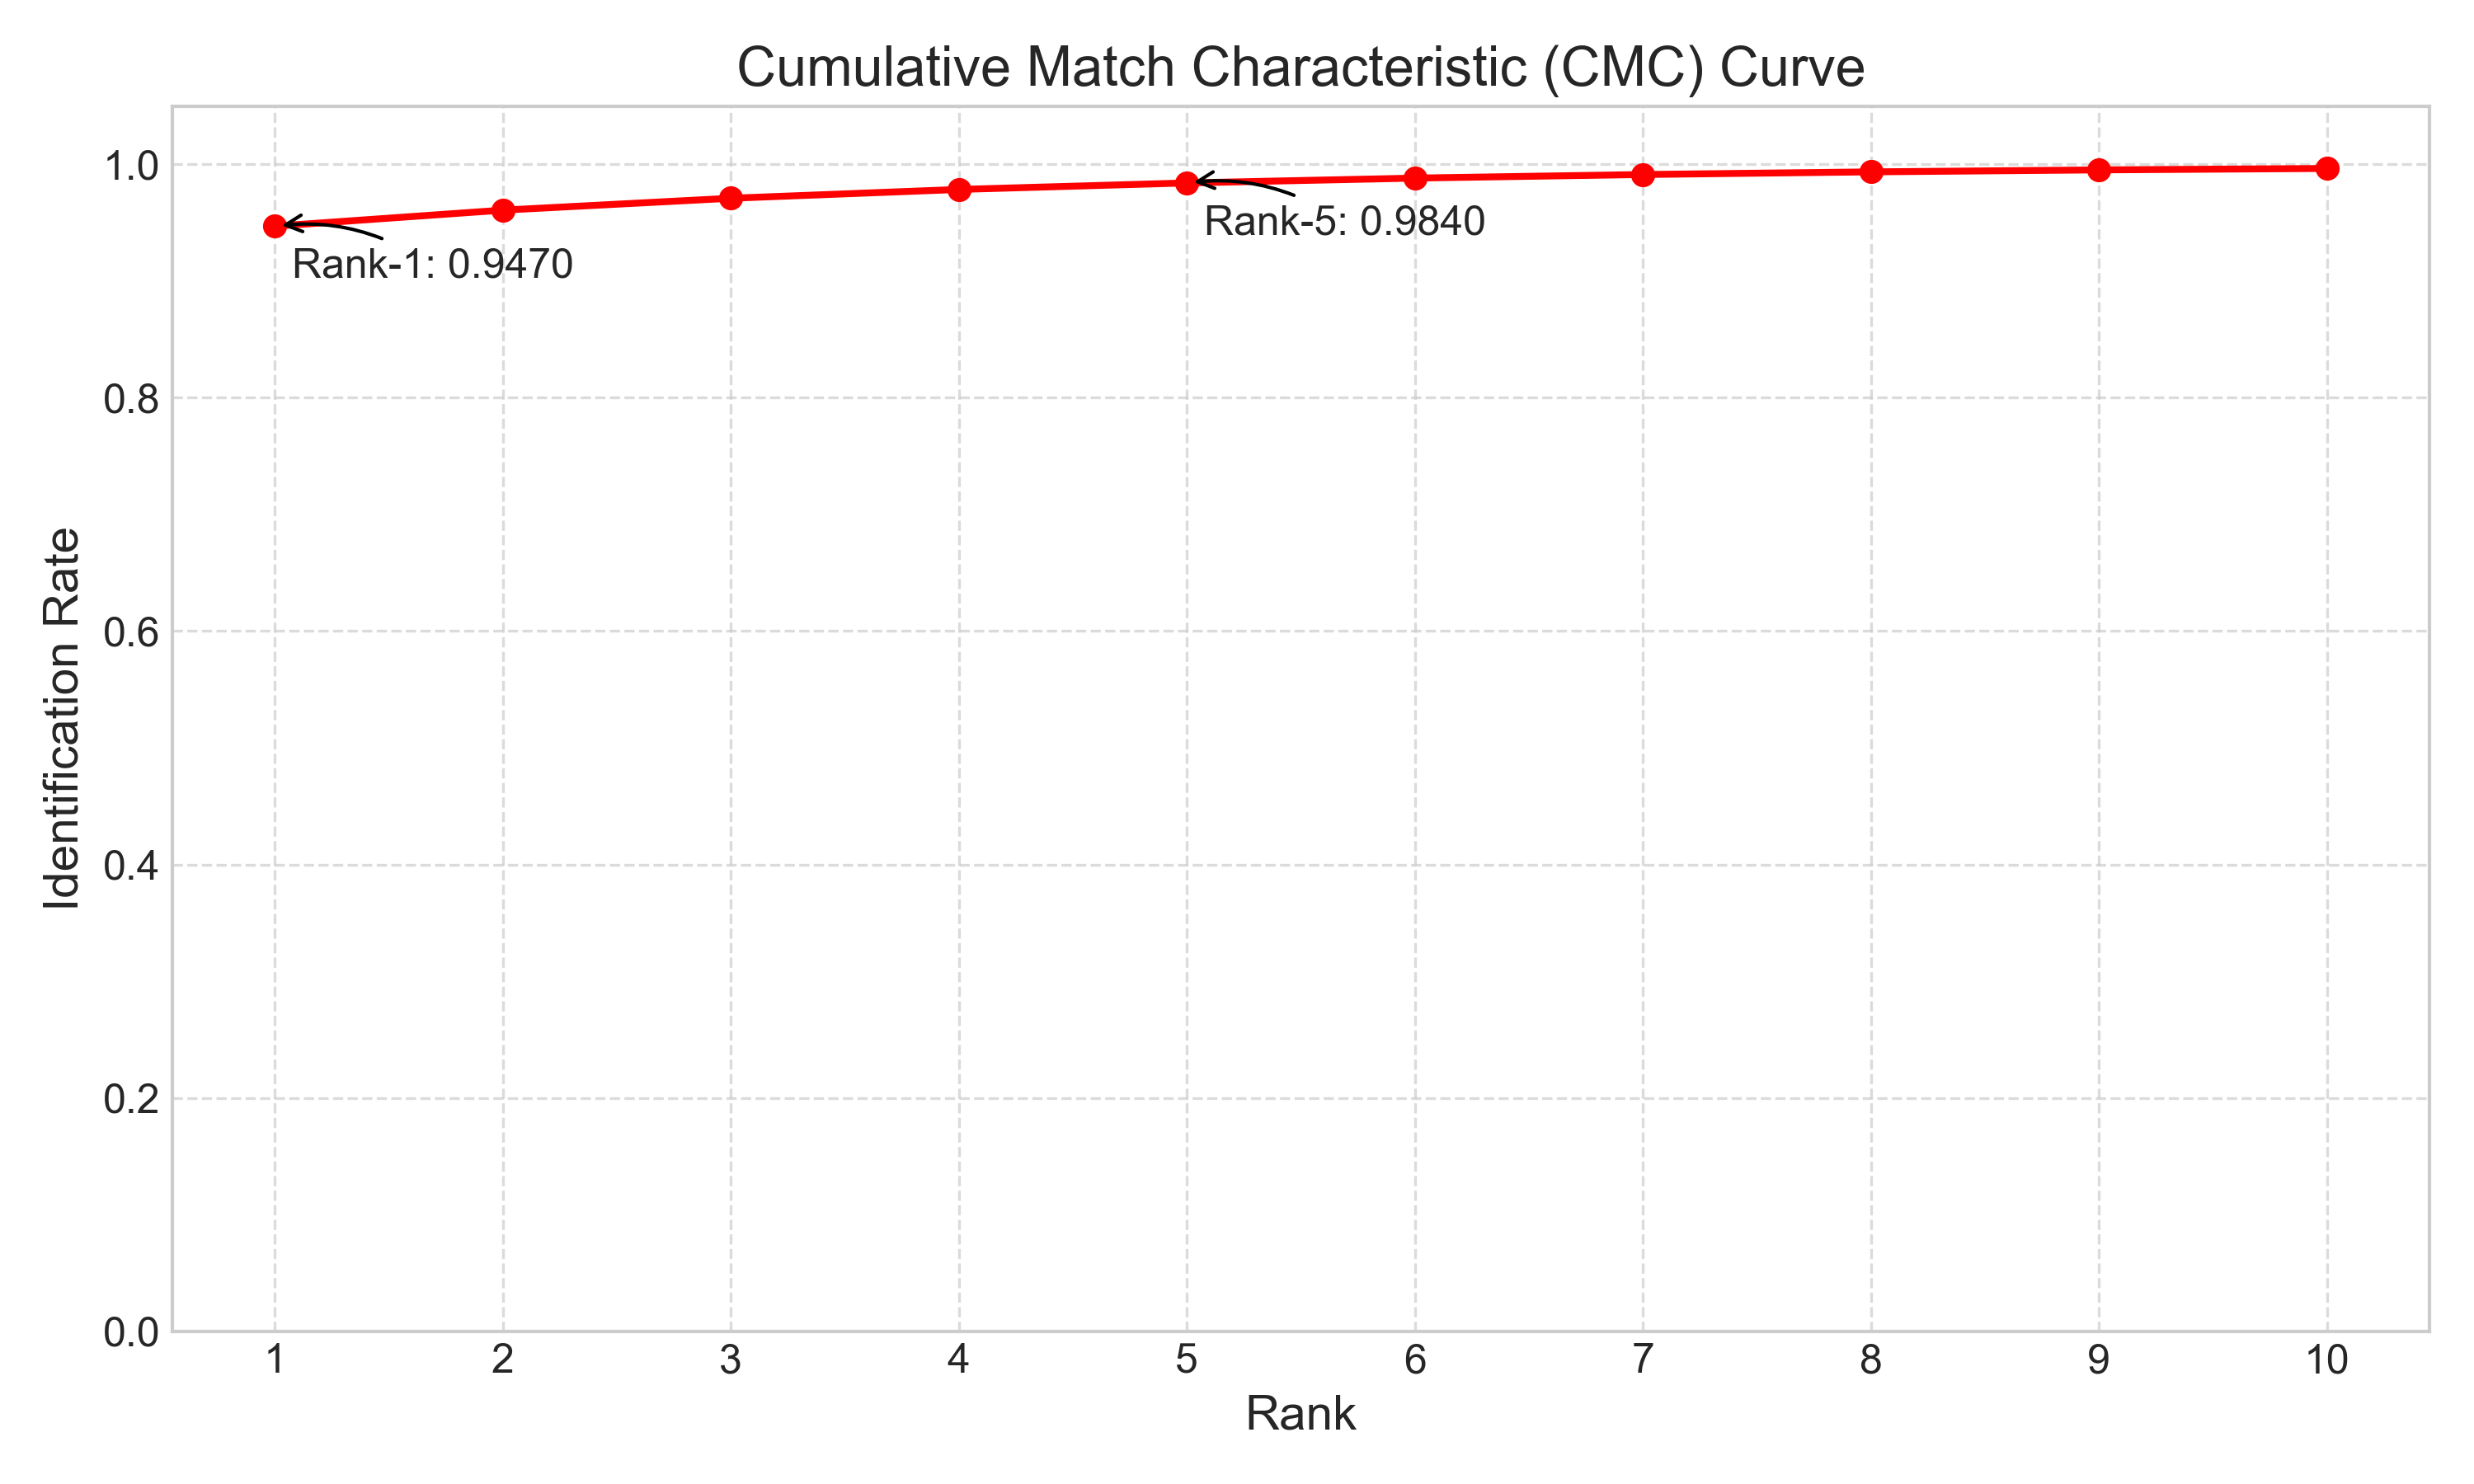 Cumulative Match Characteristic (CMC) Curve
1.0
0.8
0.6
0.4
0.2
0.0
Identification Rate
Rank-1: 0.9470
Rank-5: 0.9840
1 2 3 4 5 6 7 8 9 10
Rank